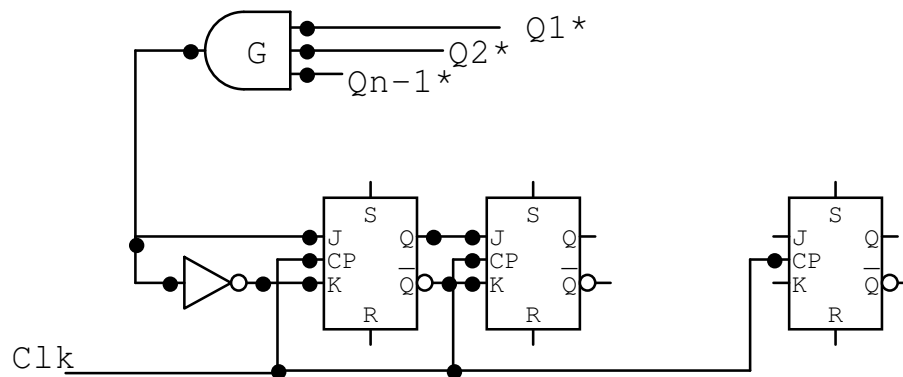 Q1*
G
Q2*
Qn-1*
S S S
J Q J Q J Q
CP CP CP
K Q̅ K Q̅ K Q̅
R R R
Clk